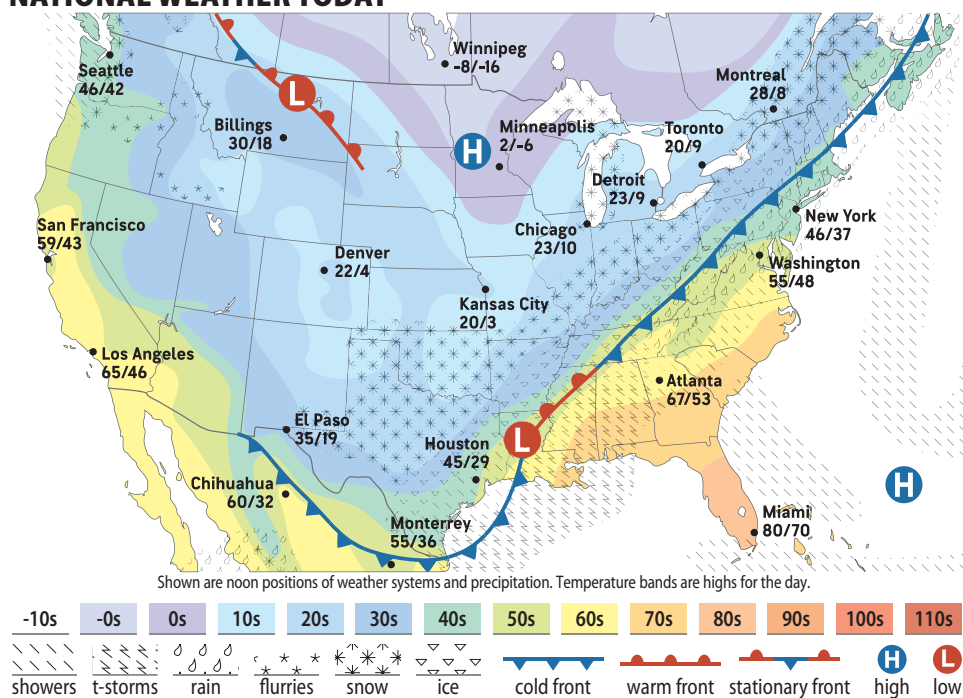 NATIONAL WEATHER TODAY
Winnipeg
-8/-16
Seattle
46/42
Montreal
28/8
L
Billings
30/18
H
Minneapolis
2/-6
Toronto
20/9
Detroit
23/9
San Francisco
59/43
Chicago
23/10
New York
46/37
Denver
22/4
Washington
55/48
Kansas City
20/3
Los Angeles
65/46
Atlanta
67/53
El Paso
35/19
Houston
45/29
L
Chihuahua
60/32
H
Monterrey
55/36
Miami
80/70
Shown are noon positions of weather systems and precipitation. Temperature bands are highs for the day.
-10s -0s 0s 10s 20s 30s 40s 50s 60s 70s 80s 90s 100s 110s
H L
showers t-storms rain flurries snow ice cold front warm front stationary front high low